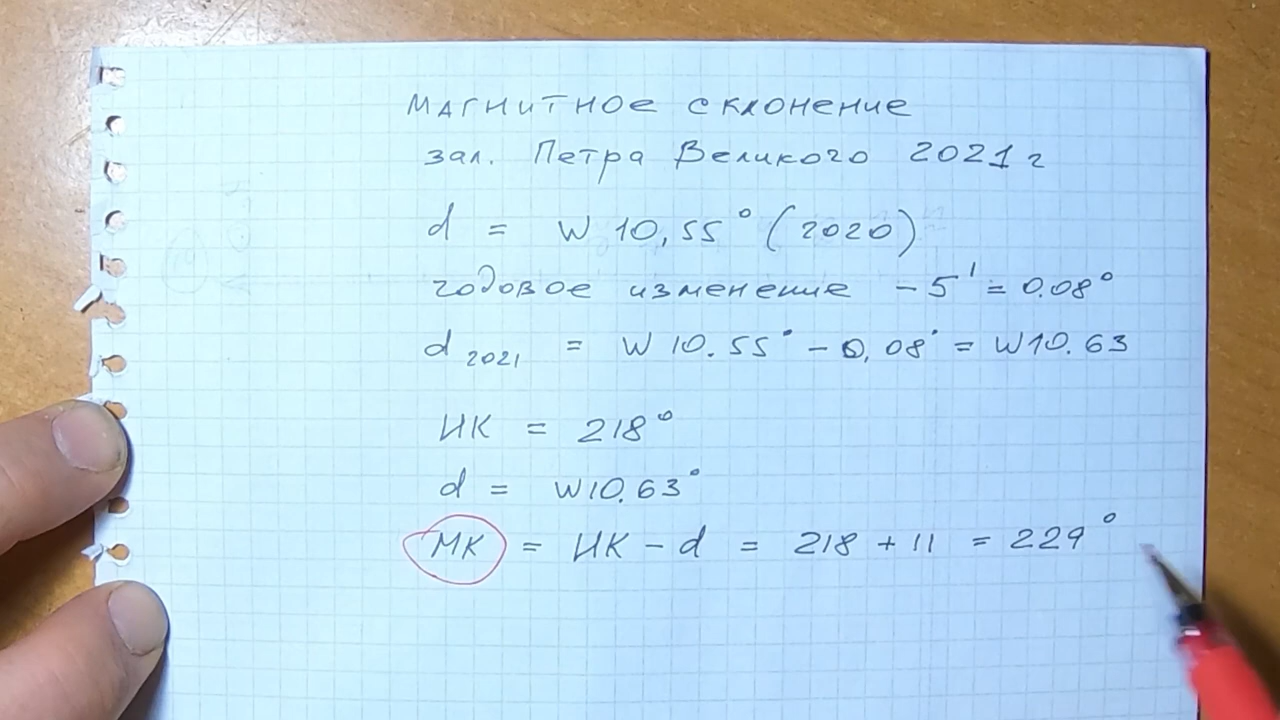 Магнитное склонение
зал. Петра Великого 2021 г
d = W 10,55° (2020)
годовое изменение - 5' = 0.08°
d 2021 = W 10.55° - 0,08° = W10.63
ИК = 218°
d = W10.63°
МК = ИК - d = 218 + 11 = 229°